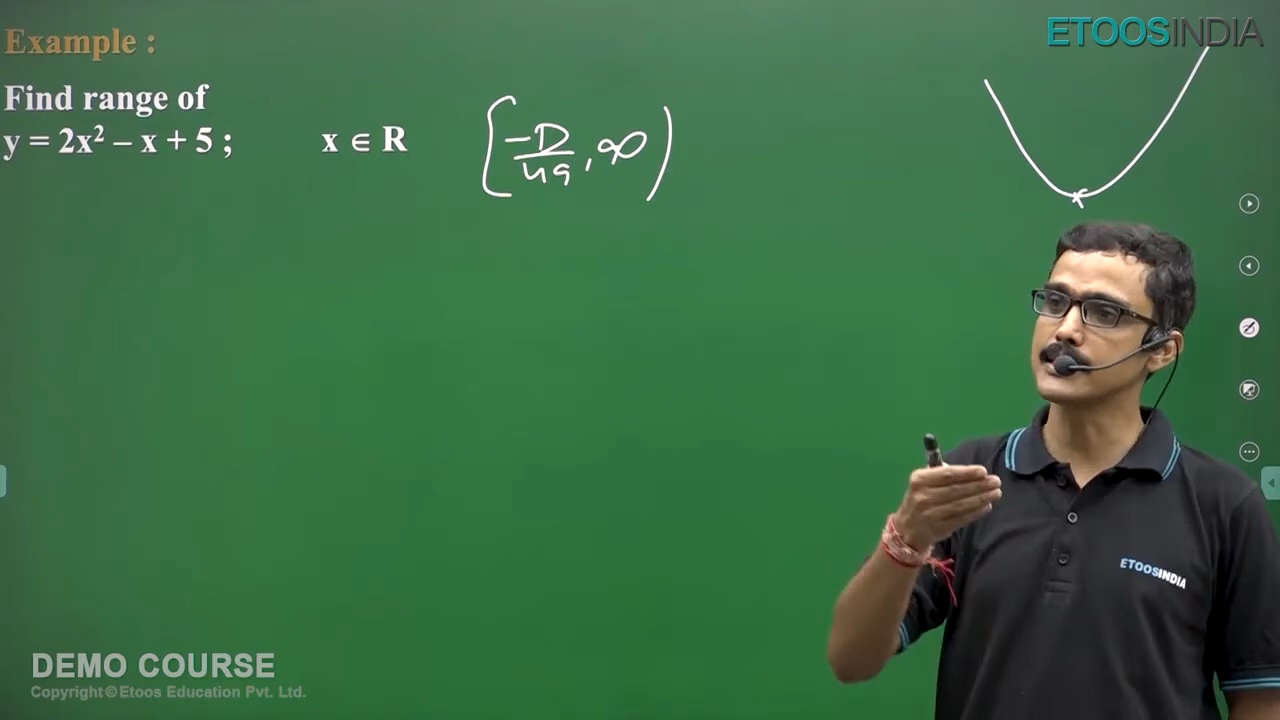 ETOOSINDIA
Example :
Find range of
y = 2x² – x + 5 ; x ∈ R
[-D/4a, ∞)
ETOOSINDIA
DEMO COURSE
Copyright © Etoos Education Pvt. Ltd.